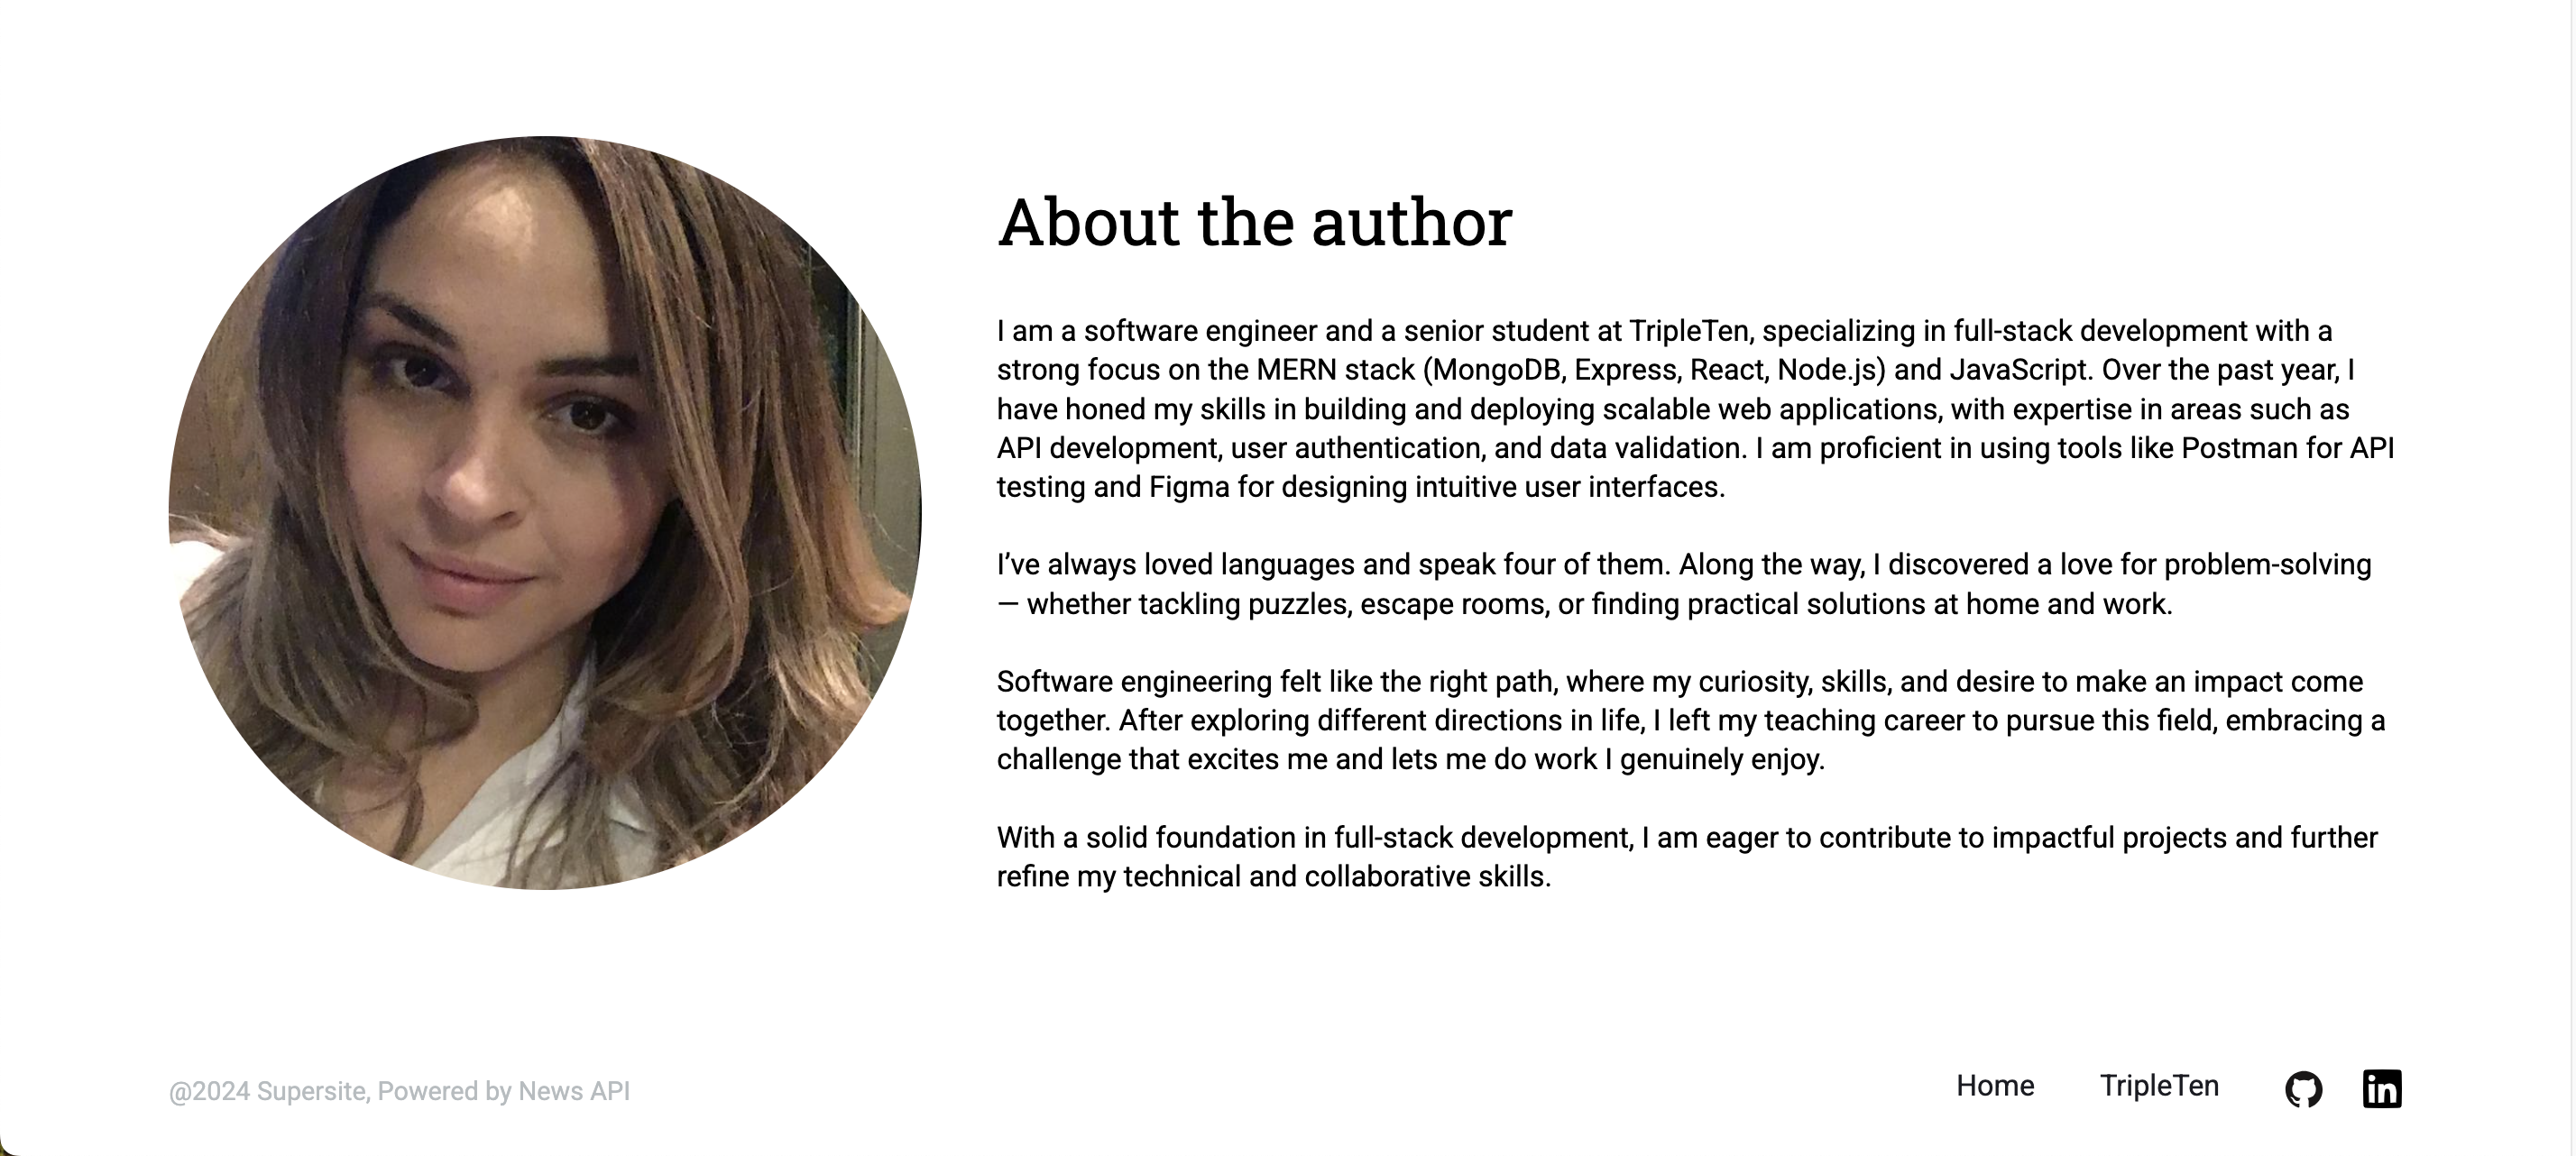 About the author
I am a software engineer and a senior student at TripleTen, specializing in full-stack development with a
strong focus on the MERN stack (MongoDB, Express, React, Node.js) and JavaScript. Over the past year, I
have honed my skills in building and deploying scalable web applications, with expertise in areas such as
API development, user authentication, and data validation. I am proficient in using tools like Postman for API
testing and Figma for designing intuitive user interfaces.
I’ve always loved languages and speak four of them. Along the way, I discovered a love for problem-solving
— whether tackling puzzles, escape rooms, or finding practical solutions at home and work.
Software engineering felt like the right path, where my curiosity, skills, and desire to make an impact come
together. After exploring different directions in life, I left my teaching career to pursue this field, embracing a
challenge that excites me and lets me do work I genuinely enjoy.
With a solid foundation in full-stack development, I am eager to contribute to impactful projects and further
refine my technical and collaborative skills.
@2024 Supersite, Powered by News API
Home TripleTen in